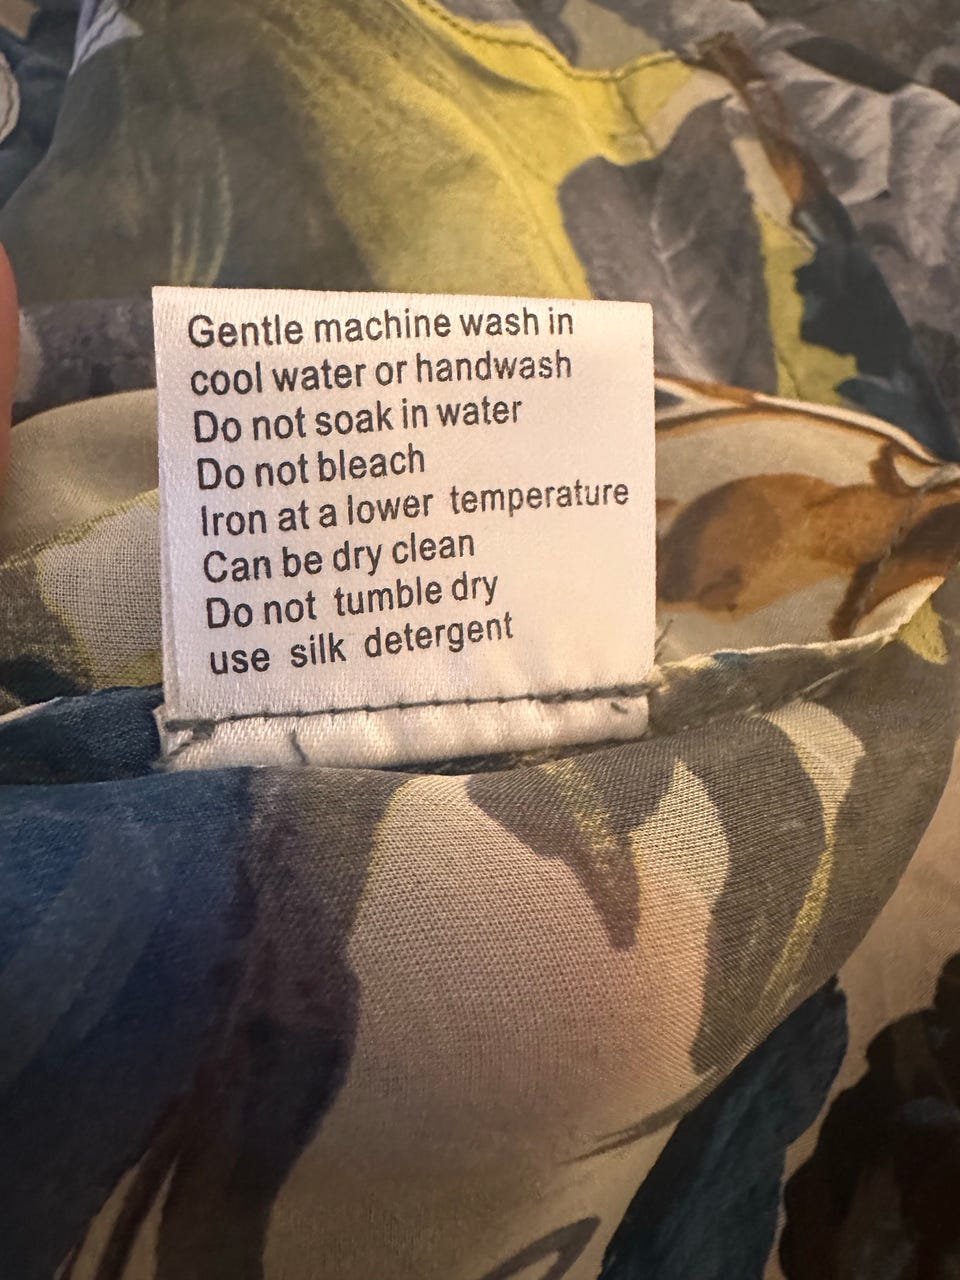 Gentle machine wash in
cool water or handwash
Do not soak in water
Do not bleach
Iron at a lower temperature
Can be dry clean
Do not tumble dry
use silk detergent